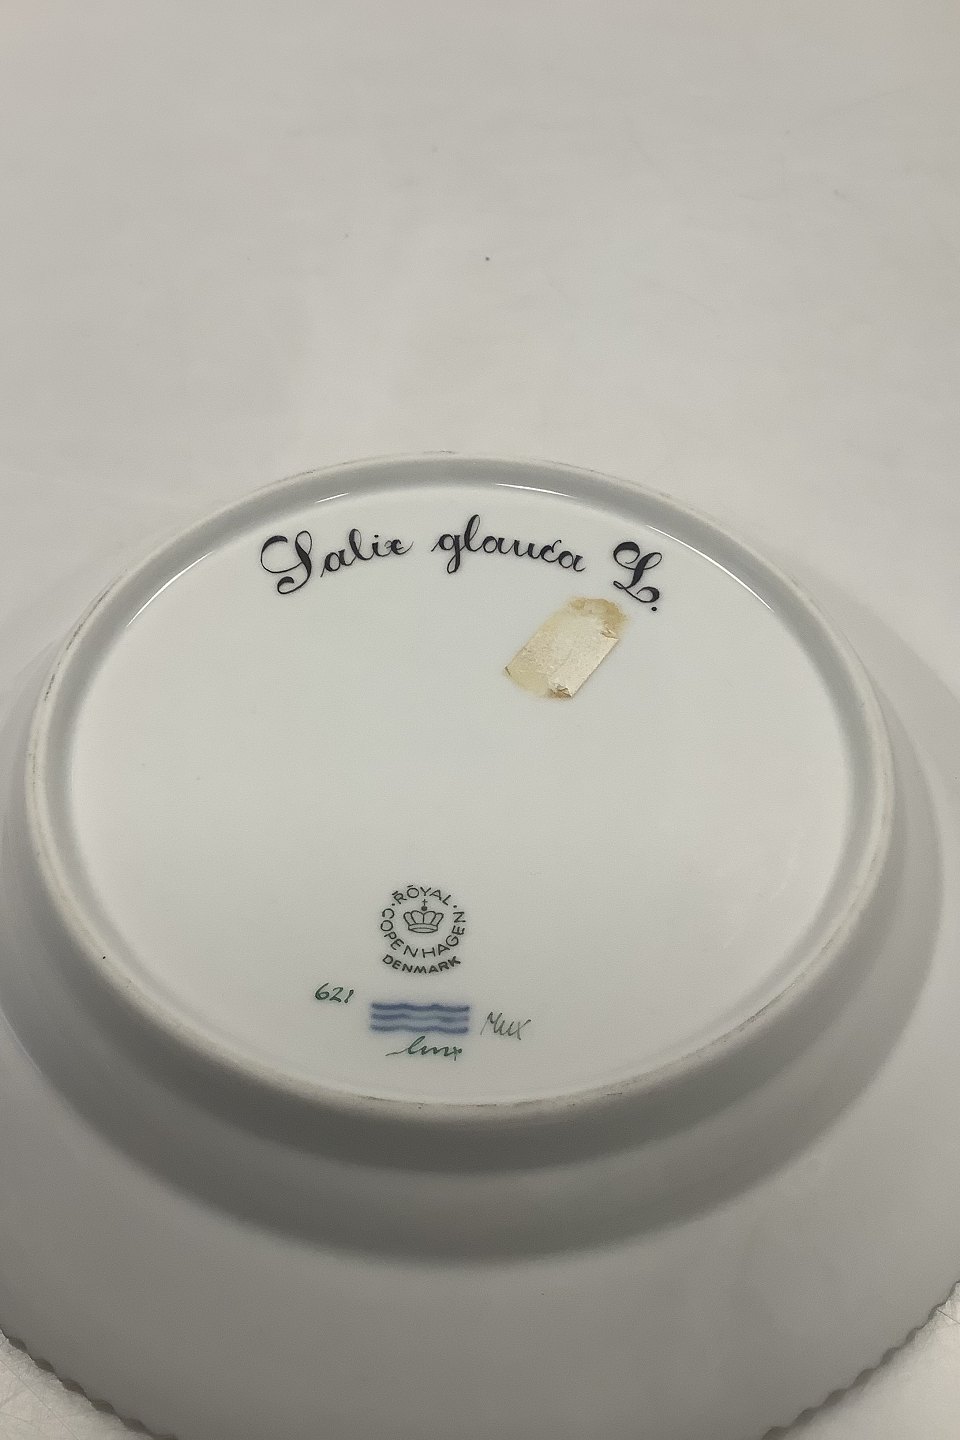 Salix glauca L.
ROYAL
COPENHAGEN
DENMARK
621